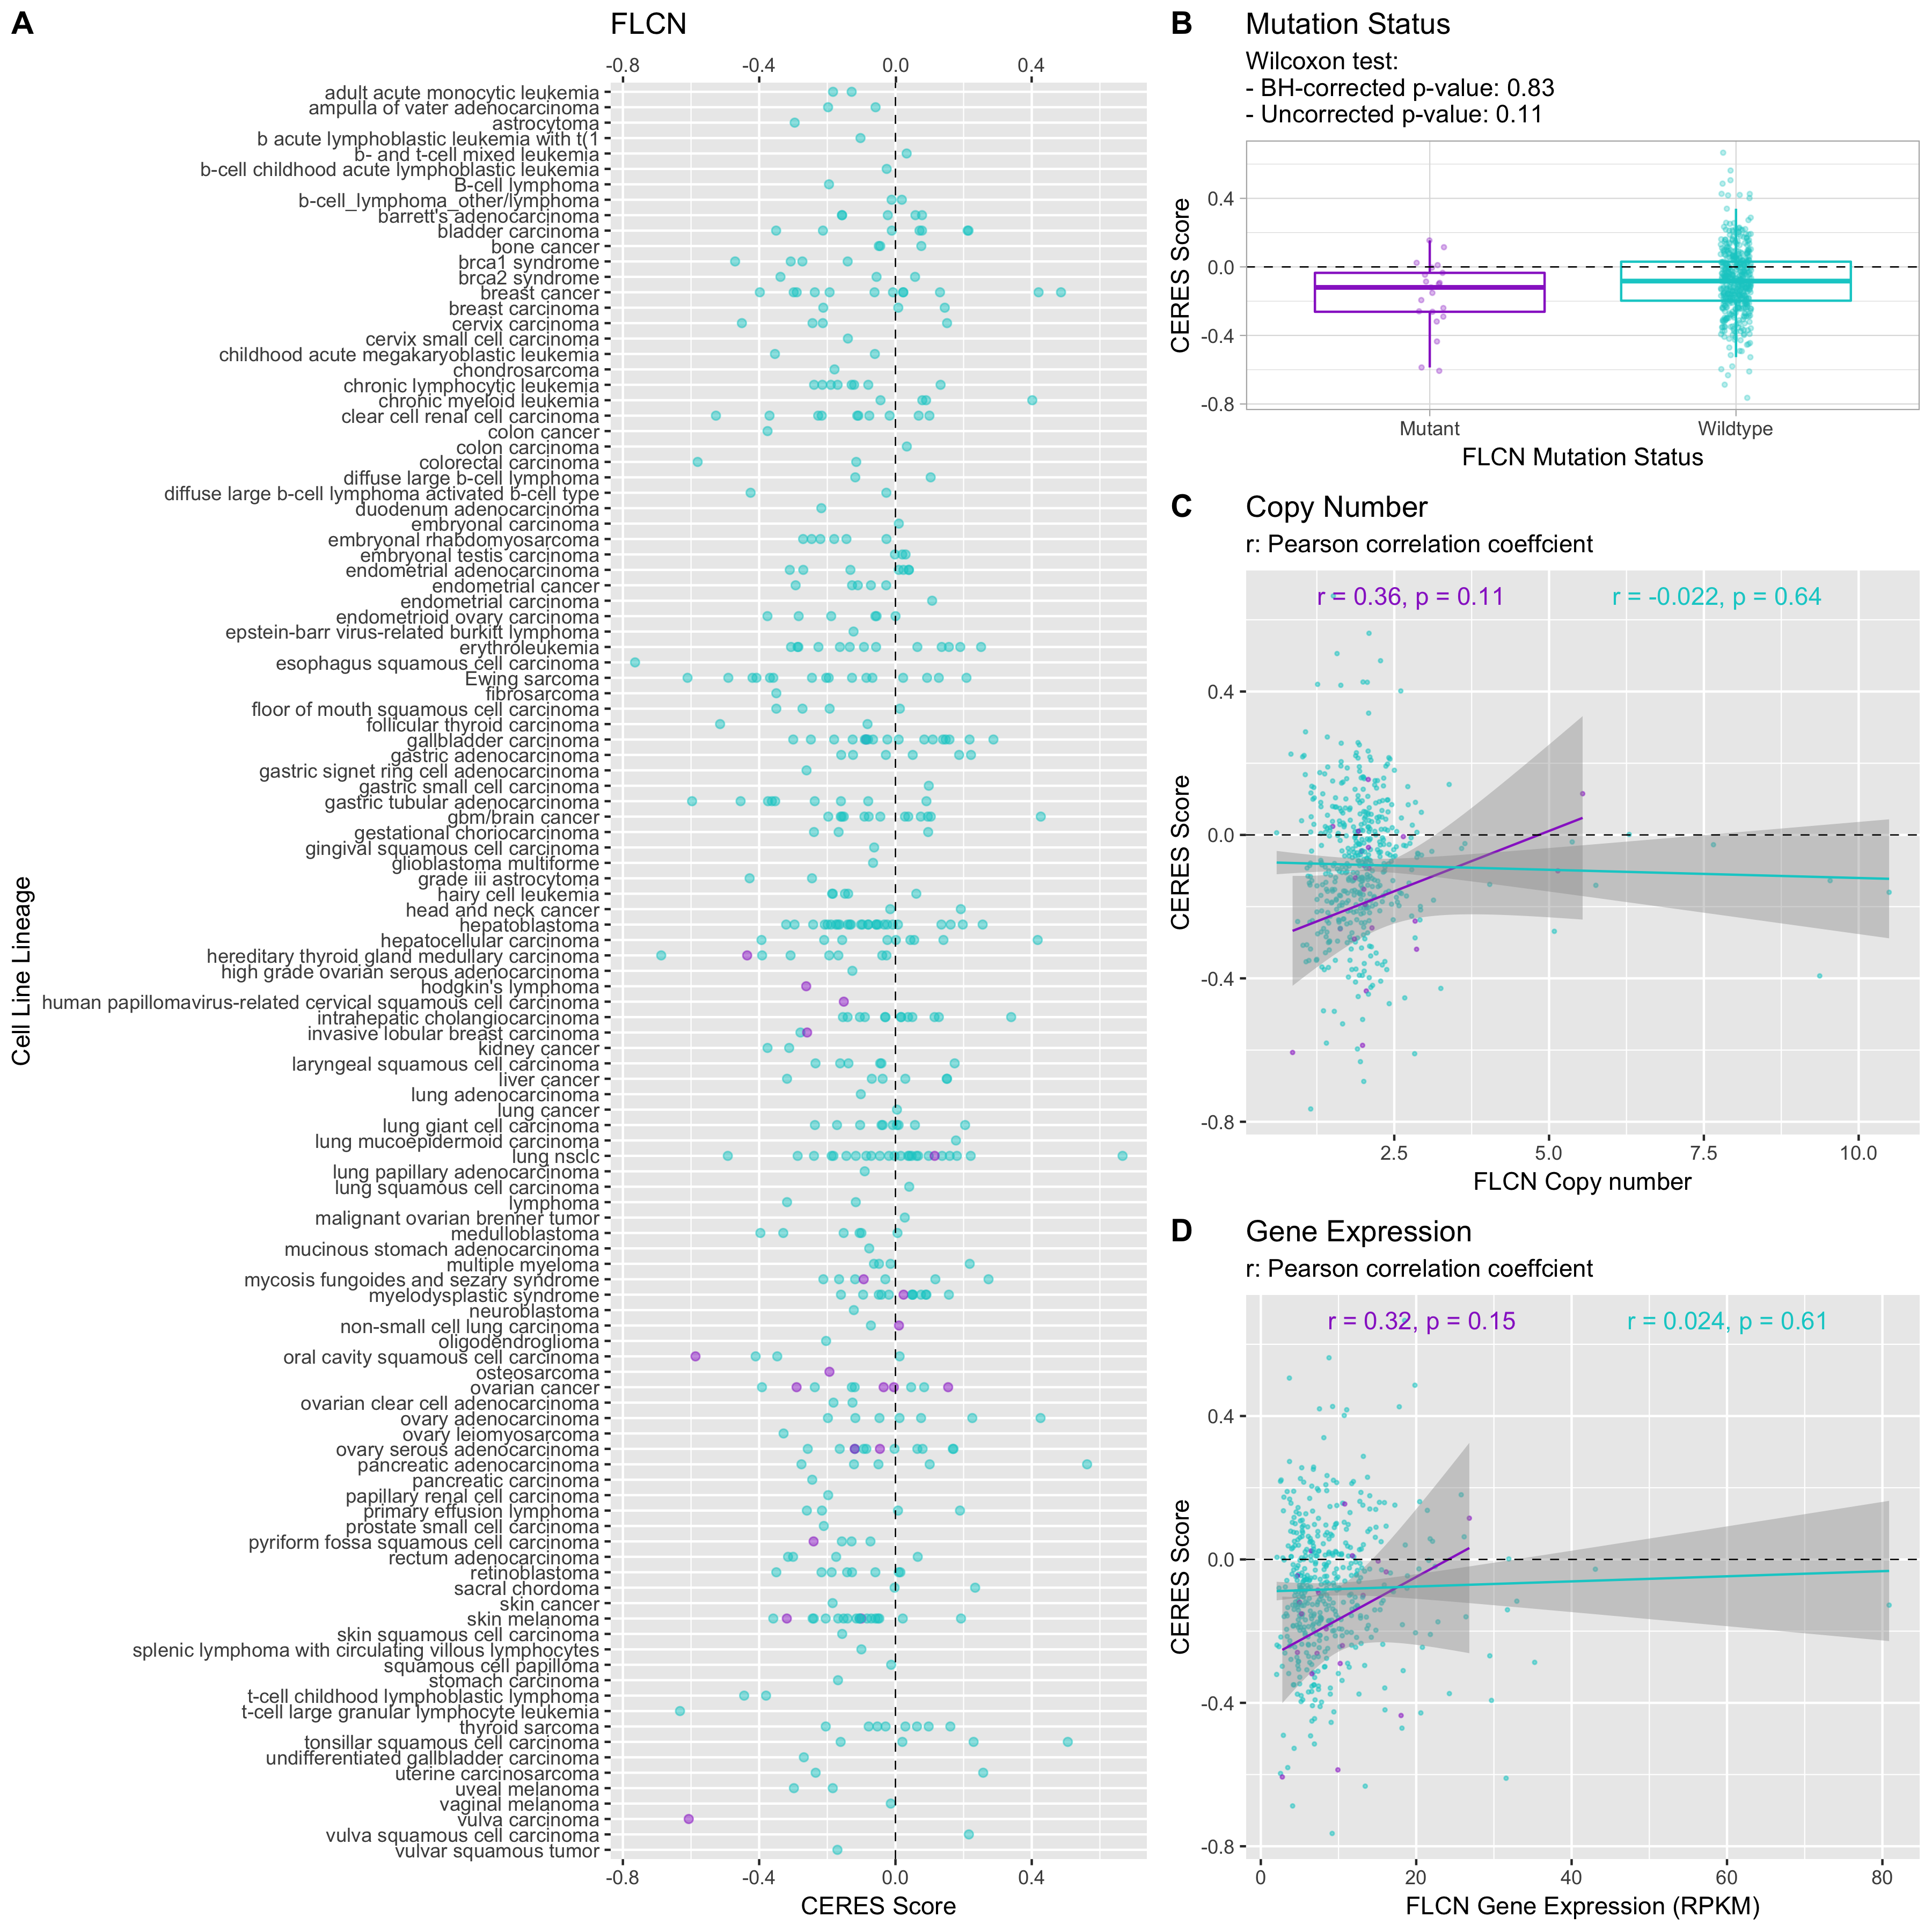 A
FLCN
-0.8 -0.4 0.0 0.4
adult acute monocytic leukemia
ampulla of vater adenocarcinoma
astrocytoma
b acute lymphoblastic leukemia with t(1
b- and t-cell mixed leukemia
b-cell childhood acute lymphoblastic leukemia
B-cell lymphoma
b-cell_lymphoma_other/lymphoma
barrett's adenocarcinoma
bladder carcinoma
bone cancer
brca1 syndrome
brca2 syndrome
breast cancer
breast carcinoma
cervix carcinoma
cervix small cell carcinoma
childhood acute megakaryoblastic leukemia
chondrosarcoma
chronic lymphocytic leukemia
chronic myeloid leukemia
clear cell renal cell carcinoma
colon cancer
colon carcinoma
colorectal carcinoma
diffuse large b-cell lymphoma
diffuse large b-cell lymphoma activated b-cell type
duodenum adenocarcinoma
embryonal carcinoma
embryonal rhabdomyosarcoma
embryonal testis carcinoma
endometrial adenocarcinoma
endometrial cancer
endometrial carcinoma
endometrioid ovary carcinoma
epstein-barr virus-related burkitt lymphoma
erythroleukemia
esophagus squamous cell carcinoma
Ewing sarcoma
fibrosarcoma
floor of mouth squamous cell carcinoma
follicular thyroid carcinoma
gallbladder carcinoma
gastric adenocarcinoma
gastric signet ring cell adenocarcinoma
gastric small cell carcinoma
gastric tubular adenocarcinoma
gbm/brain cancer
gestational choriocarcinoma
gingival squamous cell carcinoma
glioblastoma multiforme
grade iii astrocytoma
hairy cell leukemia
head and neck cancer
hepatoblastoma
hepatocellular carcinoma
hereditary thyroid gland medullary carcinoma
high grade ovarian serous adenocarcinoma
hodgkin's lymphoma
human papillomavirus-related cervical squamous cell carcinoma
intrahepatic cholangiocarcinoma
invasive lobular breast carcinoma
kidney cancer
laryngeal squamous cell carcinoma
liver cancer
lung adenocarcinoma
lung cancer
lung giant cell carcinoma
lung mucoepidermoid carcinoma
lung nsclc
lung papillary adenocarcinoma
lung squamous cell carcinoma
lymphoma
malignant ovarian brenner tumor
medulloblastoma
mucinous stomach adenocarcinoma
multiple myeloma
mycosis fungoides and sezary syndrome
myelodysplastic syndrome
neuroblastoma
non-small cell lung carcinoma
oligodendroglioma
oral cavity squamous cell carcinoma
osteosarcoma
ovarian cancer
ovarian clear cell adenocarcinoma
ovary adenocarcinoma
ovary leiomyosarcoma
ovary serous adenocarcinoma
pancreatic adenocarcinoma
pancreatic carcinoma
papillary renal cell carcinoma
primary effusion lymphoma
prostate small cell carcinoma
pyriform fossa squamous cell carcinoma
rectum adenocarcinoma
retinoblastoma
sacral chordoma
skin cancer
skin melanoma
skin squamous cell carcinoma
splenic lymphoma with circulating villous lymphocytes
squamous cell papilloma
stomach carcinoma
t-cell childhood lymphoblastic lymphoma
t-cell large granular lymphocyte leukemia
thyroid sarcoma
tonsillar squamous cell carcinoma
undifferentiated gallbladder carcinoma
uterine carcinosarcoma
uveal melanoma
vaginal melanoma
vulva carcinoma
vulva squamous cell carcinoma
vulvar squamous tumor
-0.8 -0.4 0.0 0.4
CERES Score
Cell Line Lineage
B
Mutation Status
Wilcoxon test:
- BH-corrected p-value: 0.83
- Uncorrected p-value: 0.11
0.4
0.0
-0.4
-0.8
CERES Score
Mutant Wildtype
FLCN Mutation Status
C
Copy Number
r: Pearson correlation coeffcient
r = 0.36, p = 0.11 r = -0.022, p = 0.64
0.4
0.0
-0.4
-0.8
CERES Score
2.5 5.0 7.5 10.0
FLCN Copy number
D
Gene Expression
r: Pearson correlation coeffcient
r = 0.32, p = 0.15 r = 0.024, p = 0.61
0.4
0.0
-0.4
-0.8
CERES Score
0 20 40 60 80
FLCN Gene Expression (RPKM)